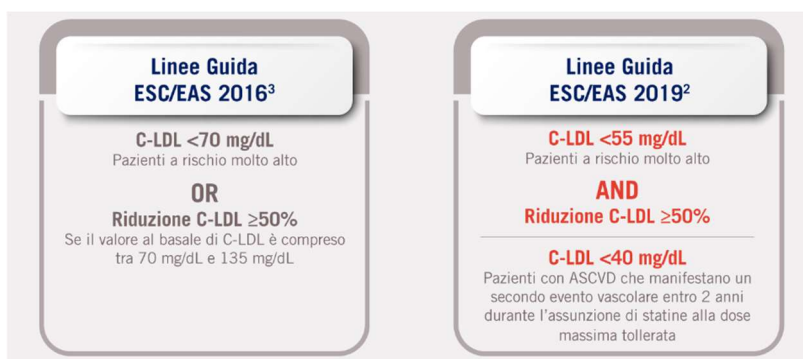 Linee Guida
ESC/EAS 2016³
C-LDL <70 mg/dL
Pazienti a rischio molto alto
OR
Riduzione C-LDL ≥50%
Se il valore al basale di C-LDL è compreso
tra 70 mg/dL e 135 mg/dL
Linee Guida
ESC/EAS 2019²
C-LDL <55 mg/dL
Pazienti a rischio molto alto
AND
Riduzione C-LDL ≥50%
C-LDL <40 mg/dL
Pazienti con ASCVD che manifestano un
secondo evento vascolare entro 2 anni
durante l'assunzione di statine alla dose
massima tollerata